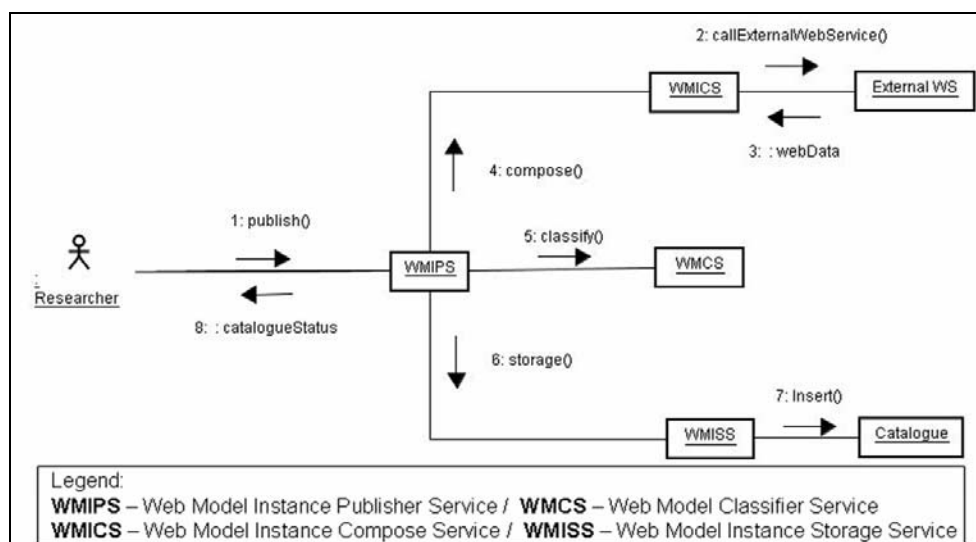 2: callExternalWebService()
WMICS
External WS
3: : webData
4: compose()
1: publish()
5: classify()
WMIPS
WMCS
:
Researcher
8: : catalogueStatus
6: storage()
7: Insert()
WMISS
Catalogue
Legend:
WMIPS – Web Model Instance Publisher Service / WMCS – Web Model Classifier Service
WMICS – Web Model Instance Compose Service / WMISS – Web Model Instance Storage Service